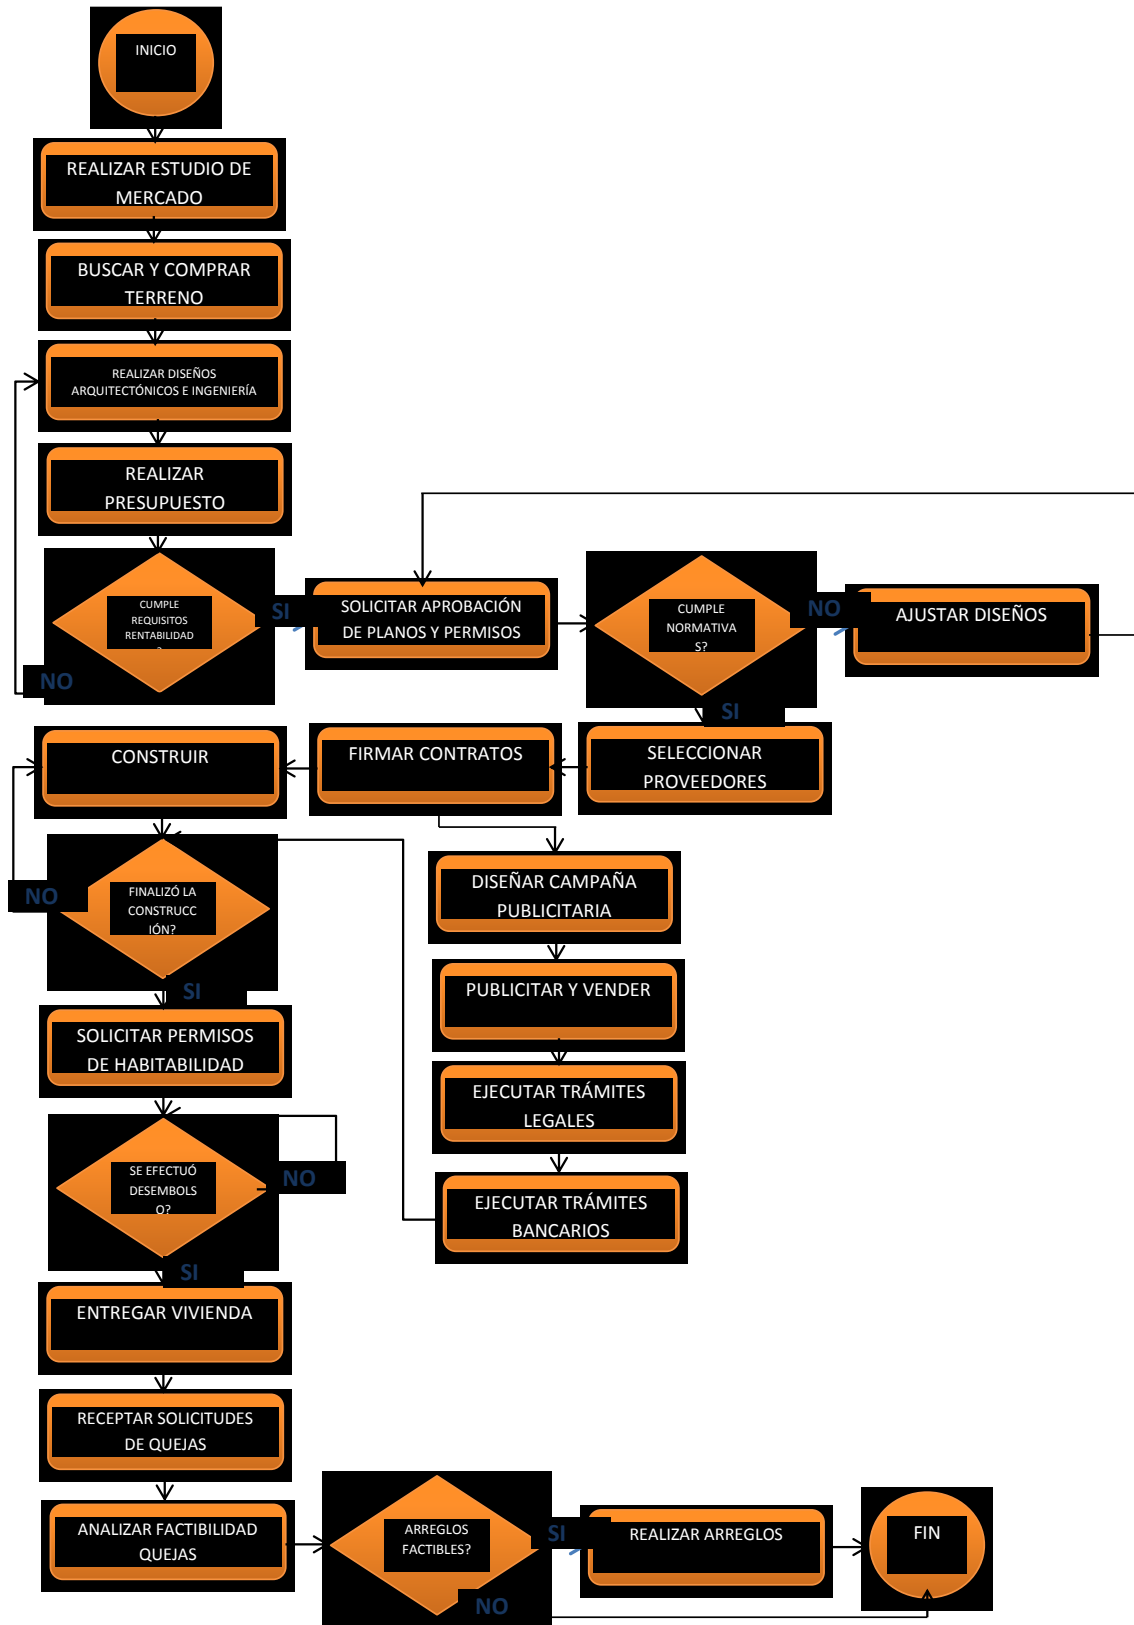 INICIO
REALIZAR ESTUDIO DE
MERCADO
BUSCAR Y COMPRAR
TERRENO
REALIZAR DISEÑOS
ARQUITECTÓNICOS E INGENIERÍA
REALIZAR
PRESUPUESTO
CUMPLE
REQUISITOS
RENTABILIDAD
?
NO
SI
SOLICITAR APROBACIÓN
DE PLANOS Y PERMISOS
CUMPLE
NORMATIVA
S?
NO
AJUSTAR DISEÑOS
SI
SELECCIONAR
PROVEEDORES
FIRMAR CONTRATOS
CONSTRUIR
FINALIZÓ LA
CONSTRUCC
IÓN?
NO
SI
DISEÑAR CAMPAÑA
PUBLICITARIA
PUBLICITAR Y VENDER
EJECUTAR TRÁMITES
LEGALES
EJECUTAR TRÁMITES
BANCARIOS
SOLICITAR PERMISOS
DE HABITABILIDAD
SE EFECTUÓ
DESEMBOLS
O?
NO
SI
ENTREGAR VIVIENDA
RECEPTAR SOLICITUDES
DE QUEJAS
ANALIZAR FACTIBILIDAD
QUEJAS
ARREGLOS
FACTIBLES?
SI
NO
REALIZAR ARREGLOS
FIN